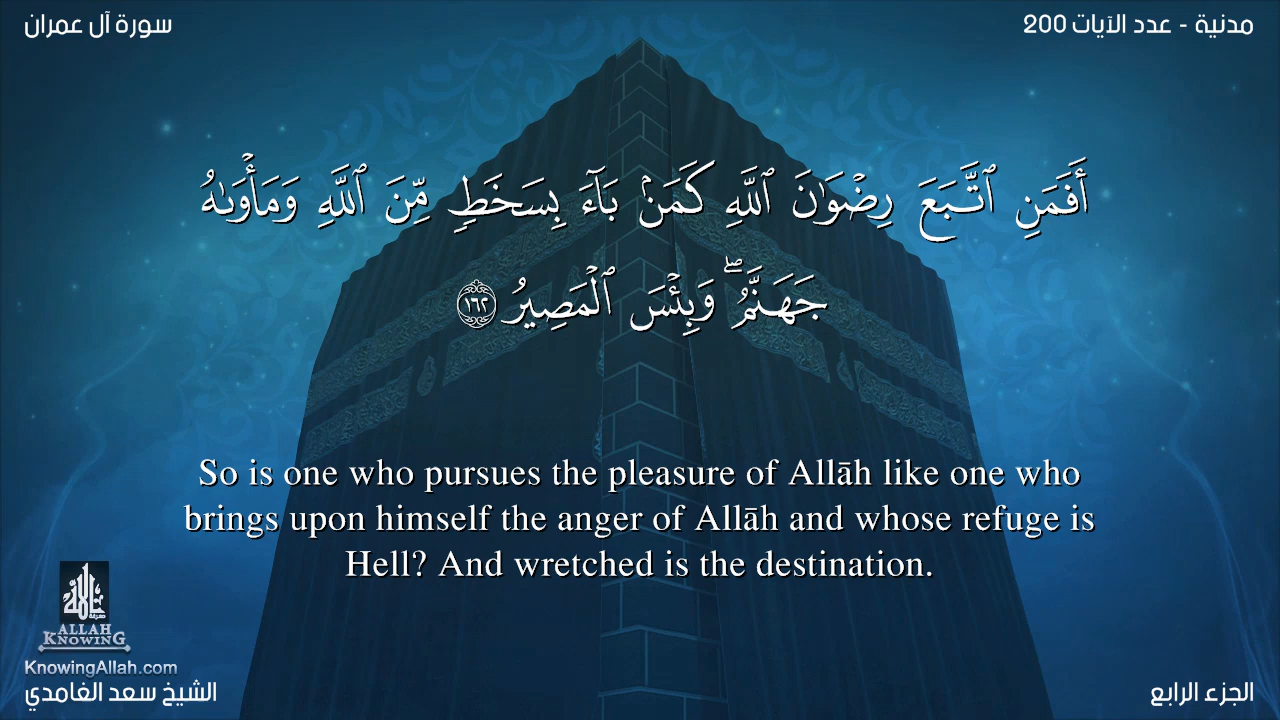 سورة آل عمران
مدنية - عدد الآيات 200
أَفَمَنِ ٱتَّبَعَ رِضْوَٰنَ ٱللَّهِ كَمَنۢ بَآءَ بِسَخَطٍ مِّنَ ٱللَّهِ وَمَأْوَىٰهُ
جَهَنَّمُ ۖ وَبِئْسَ ٱلْمَصِيرُ ١٦٢
So is one who pursues the pleasure of Allāh like one who
brings upon himself the anger of Allāh and whose refuge is
Hell? And wretched is the destination.
معرفة الله
ALLAH
KNOWING
KnowingAllah.com
الشيخ سعد الغامدي
الجزء الرابع